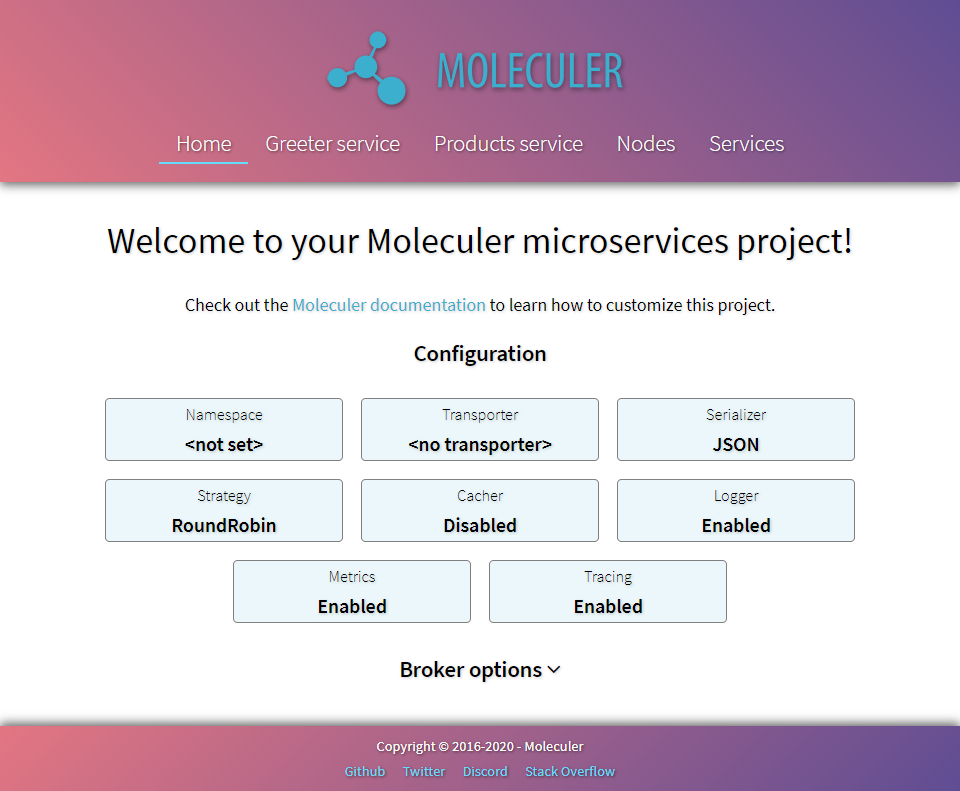 MOLECULER
Home Greeter service Products service Nodes Services
Welcome to your Moleculer microservices project!
Check out the Moleculer documentation to learn how to customize this project.
Configuration
Namespace Transporter Serializer
<not set> <no transporter> JSON
Strategy Cacher Logger
RoundRobin Disabled Enabled
Metrics Tracing
Enabled Enabled
Broker options
Copyright © 2016-2020 - Moleculer
Github Twitter Discord Stack Overflow